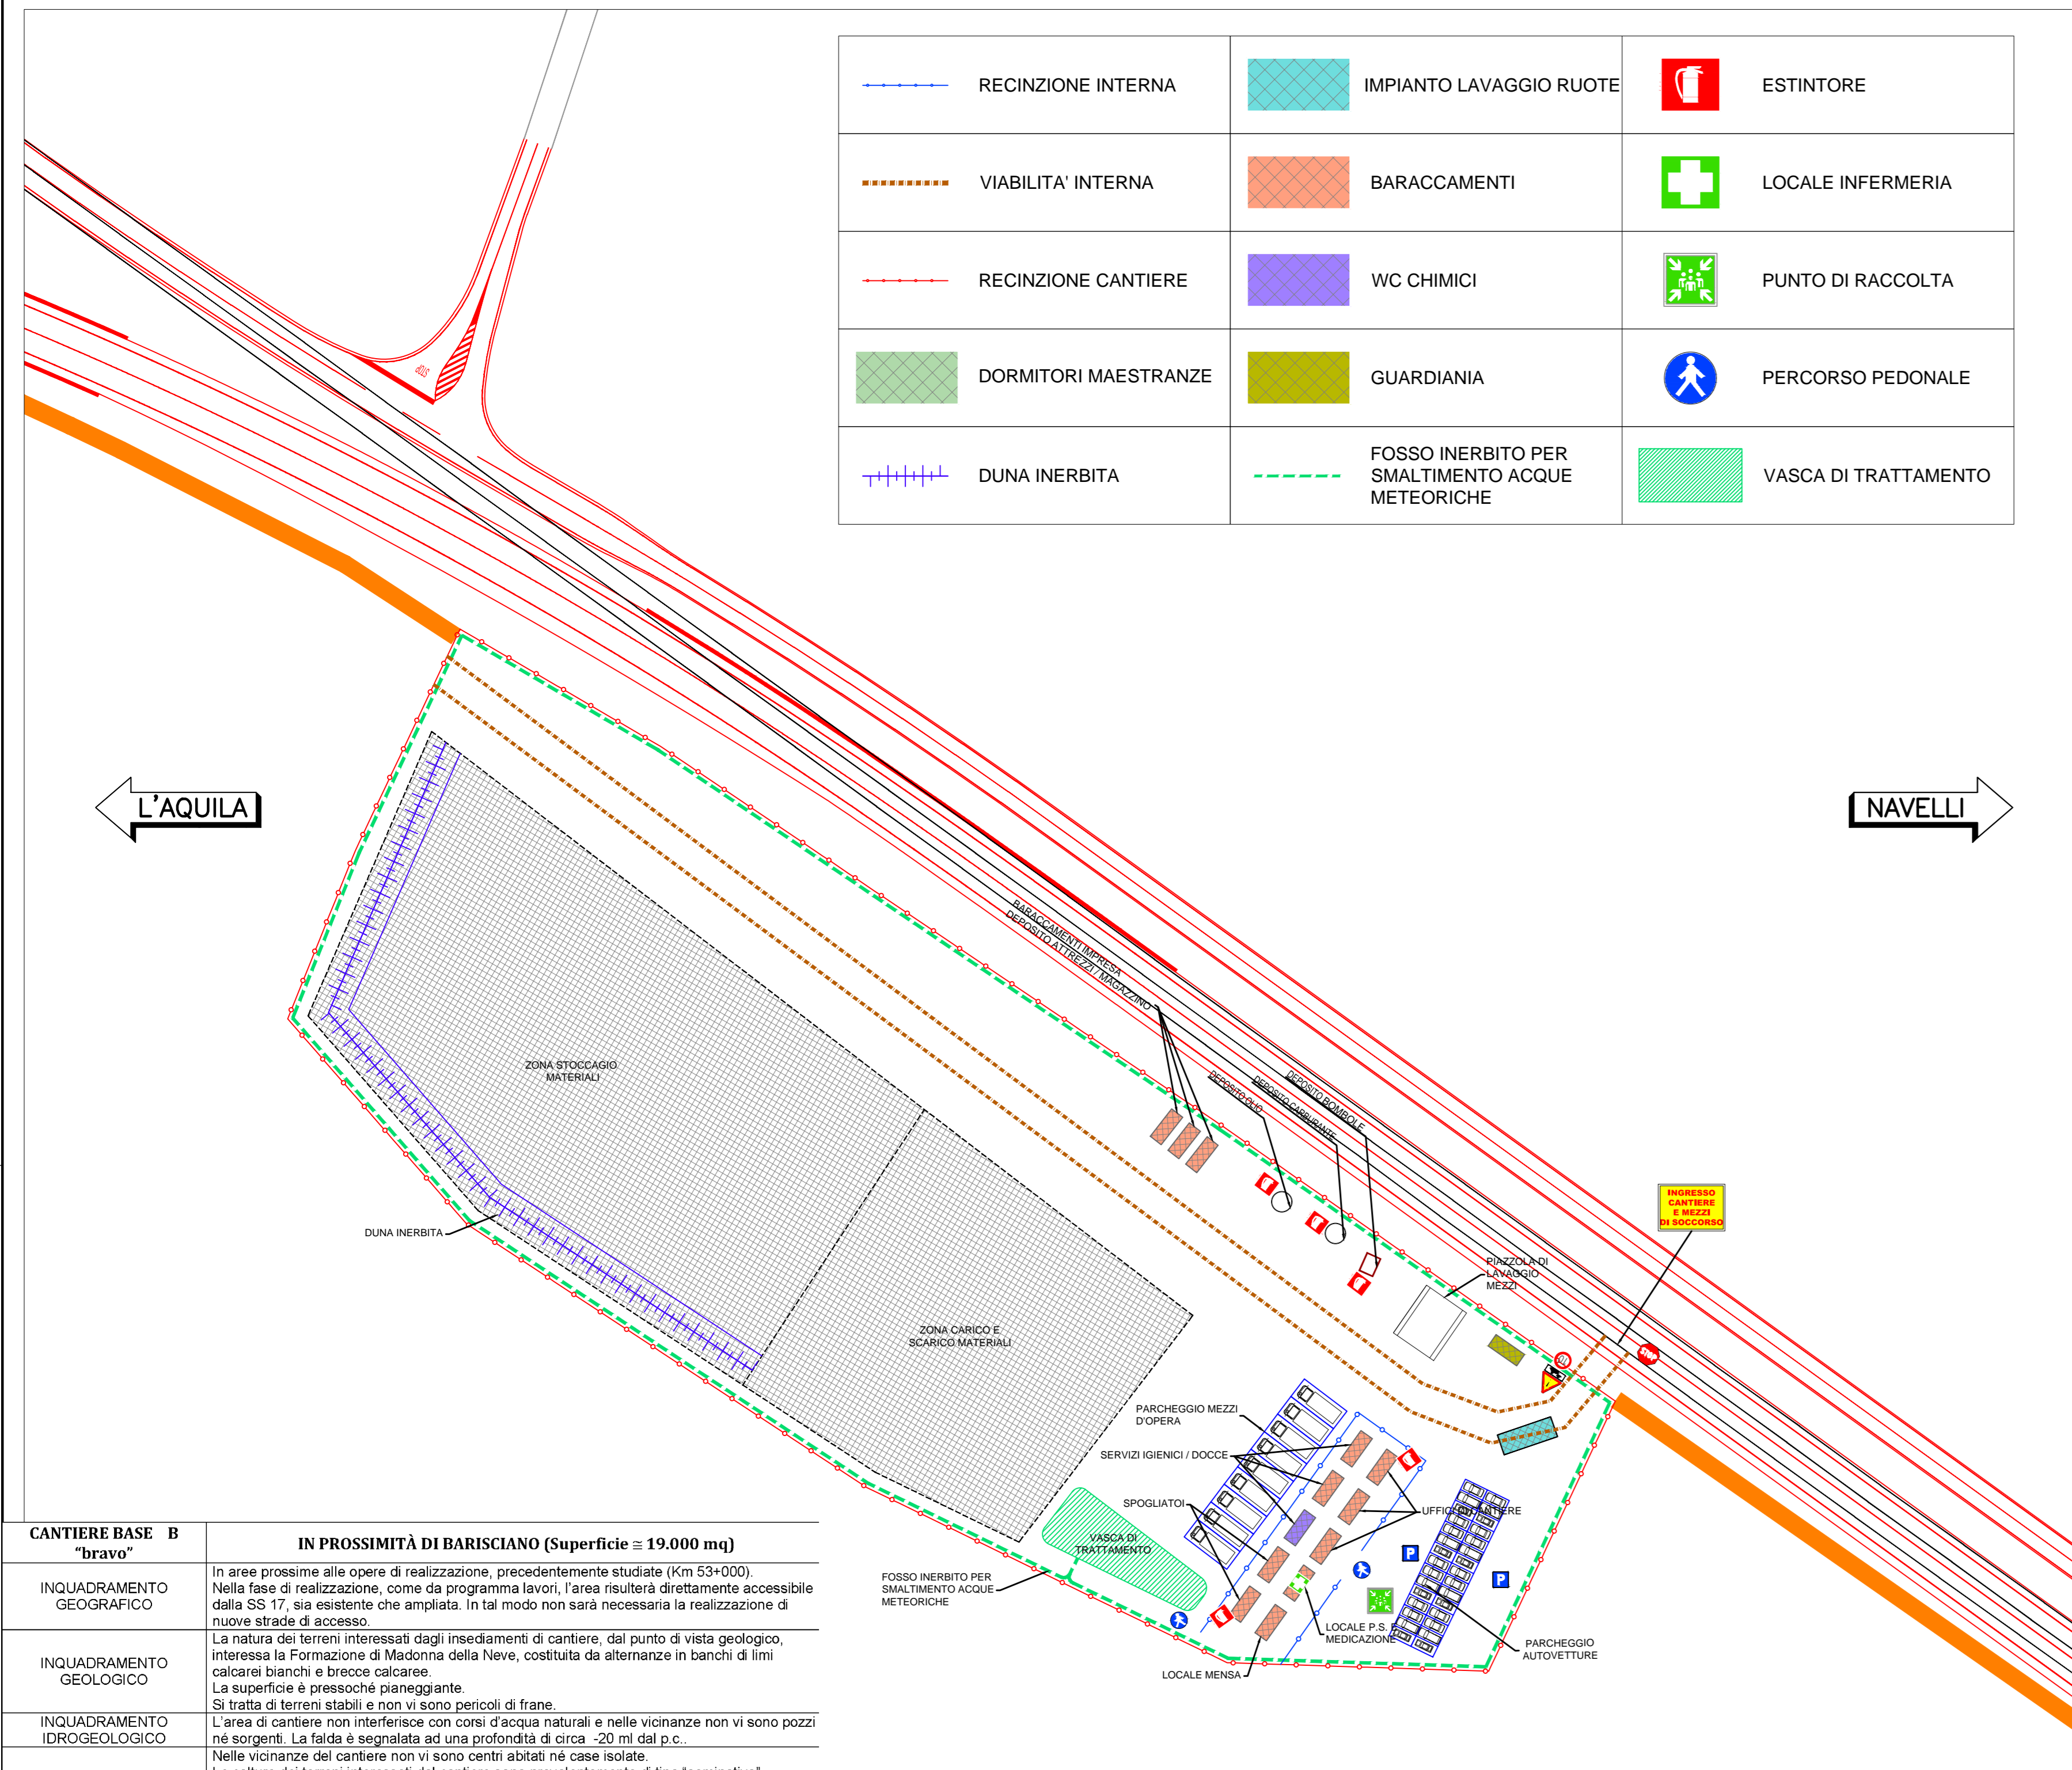 RECINZIONE INTERNA
IMPIANTO LAVAGGIO RUOTE
ESTINTORE
VIABILITA' INTERNA
BARACCAMENTI
LOCALE INFERMERIA
RECINZIONE CANTIERE
WC CHIMICI
PUNTO DI RACCOLTA
DORMITORI MAESTRANZE
GUARDIANIA
PERCORSO PEDONALE
DUNA INERBITA
FOSSO INERBITO PER
SMALTIMENTO ACQUE
METEORICHE
VASCA DI TRATTAMENTO
STOP
L'AQUILA
NAVELLI
BARACCAMENTI IMPRESA
DEPOSITO ATTREZZI / MAGAZZINO
ZONA STOCCAGIO
MATERIALI
DEPOSITO OLIO
DEPOSITO CARBURANTE
DEPOSITO BOMBOLE
INGRESSO
CANTIERE
E MEZZI
DI SOCCORSO
DUNA INERBITA
PIAZZOLA DI
LAVAGGIO
MEZZI
ZONA CARICO E
SCARICO MATERIALI
STOP
PARCHEGGIO MEZZI
D'OPERA
SERVIZI IGIENICI / DOCCE
SPOGLIATOI
UFFICI DI CANTIERE
VASCA DI
TRATTAMENTO
P
P
FOSSO INERBITO PER
SMALTIMENTO ACQUE
METEORICHE
LOCALE P.S. E
MEDICAZIONE
PARCHEGGIO
AUTOVETTURE
LOCALE MENSA
CANTIERE BASE B
"bravo"
IN PROSSIMITÀ DI BARISCIANO (Superficie ≅ 19.000 mq)
INQUADRAMENTO
GEOGRAFICO
In aree prossime alle opere di realizzazione, precedentemente studiate (Km 53+000).
Nella fase di realizzazione, come da programma lavori, l'area risulterà direttamente accessibile
dalla SS 17, sia esistente che ampliata. In tal modo non sarà necessaria la realizzazione di
nuove strade di accesso.
INQUADRAMENTO
GEOLOGICO
La natura dei terreni interessati dagli insediamenti di cantiere, dal punto di vista geologico,
interessa la Formazione di Madonna della Neve, costituita da alternanze in banchi di limi
calcarei bianchi e brecce calcaree.
La superficie è pressoché pianeggiante.
Si tratta di terreni stabili e non vi sono pericoli di frane.
INQUADRAMENTO
IDROGEOLOGICO
L'area di cantiere non interferisce con corsi d'acqua naturali e nelle vicinanze non vi sono pozzi
né sorgenti. La falda è segnalata ad una profondità di circa -20 ml dal p.c..
Nelle vicinanze del cantiere non vi sono centri abitati né case isolate.